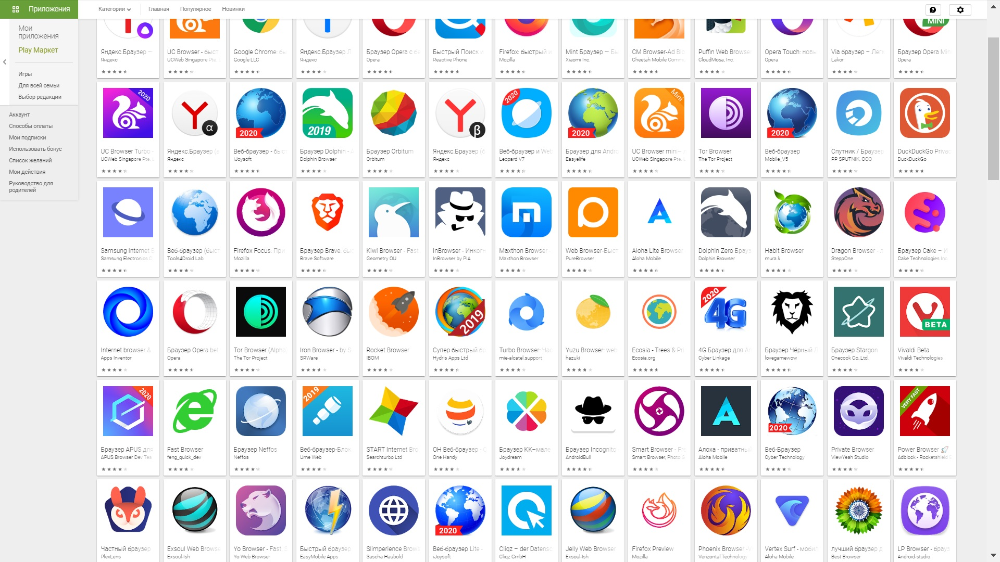 Приложения
Категории
Главная
Популярное
Новинки
Мои
приложения
Play Маркет
Игры
Для всей семьи
Выбор редакции
Аккаунт
Способы оплаты
Мои подписки
Использовать бонус
Список желаний
Мои действия
Руководство для
родителей
MINI
Яндекс.Браузер —
Яндекс
UC Browser - быст
UCWeb Singapore Pte.
Google Chrome: бы
Google LLC
Яндекс.Браузер Л
Яндекс
Браузер Opera с бе
Opera
Быстрый Поиск и
Reactive Phone
Firefox: быстрый и
Mozilla
Mint Браузер — Бы
Xiaomi Inc.
CM Browser-Ad Blo
Cheetah Mobile Commu
Puffin Web Browse
CloudMosa, Inc.
Opera Touch: новы
Opera
Via браузер – Легк
Lakor
Браузер Opera Min
Opera
2020
α
2020
2019
β
2020
2020
Mini
2020
UC Browser Turbo -
UCWeb Singapore Pte.
Яндекс.Браузер (а
Яндекс
Веб-браузер - быст
iJoysoft
Браузер Dolphin -
Dolphin Browser
Браузер Orbitum
Orbitum
Яндекс.Браузер (б
Яндекс
Веб-браузер и Web
Leopard V7
Браузер для Andro
Easyelife
UC Browser mini–
UCWeb Singapore Pte.
Tor Browser
The Tor Project
Веб-браузер
Mobile_V5
Спутник / Браузер
PP SPUTNIK, OOO
DuckDuckGo Privac
DuckDuckGo
Samsung Internet B
Samsung Electronics C
Веб-браузер (быст
Tools4Droid Lab
Firefox Focus: При
Mozilla
Браузер Brave: бы
Brave Software
Kiwi Browser - Fast
Geometry OU
InBrowser - Инкогн
InBrowser by PIA
Maxthon Browser -
Maxthon Browser
Web Browser-Быст
PureBrowser
Aloha Lite Browser -
Aloha Mobile
Dolphin Zero Брауз
Dolphin Browser
Habit Browser
mura.k
Dragon Browser - л
SteppOne
Браузер Cake – И
Cake Technologies Inc
2019
2020
4G
BETA
Internet browser &
Apps Inventor
Браузер Opera bet
Opera
Tor Browser (Alpha
The Tor Project
Iron Browser - by S
SRWare
Rocket Browser
IBOM
Супер быстрый бр
Hydris Apps Ltd
Turbo Browser: Час
mie-alcatel.support
Yuzu Browser: web
hazuki
Ecosia - Trees & Pri
Ecosia.org
4G Браузер для An
Cyber Linkage
Браузер Чёрный Л
lovegamewow
Браузер Stargon
Onecook Co.,Ltd.
Vivaldi Beta
Vivaldi Technologies
2020
2019
2020
VERY FAST
Браузер APUS для
APUS Browser Dev Tea
Fast Browser
feng_quick_dev
Браузер Neffos
Neffos
Веб-браузер-Блок
Ume Web
START Internet Bro
Searchturbo Ltd
OH Веб-браузер - О
One Handy
Браузер KK–мале
Joydream
Браузер Incognito -
AndroidBull
Smart Browser - Fre
Smart Browser, Photo
Алоха - приватный
Aloha Mobile
Веб-Браузер
Cyber Technology
Private Browser
ViewYeah Studio
Power Browser
Adblock - Rocketshield
2020
Частный браузер
PlexLens
Exsoul Web Browse
Exsoul-lsh
Yo Browser - Fast, S
Yo Web Browser
Быстрый браузер
EasyMobile Apps
Slimperience Brows
Sascha Haubold
Веб-браузер Lite -
iJoysoft
Cliqz – der Datensc
Cliqz GmbH
Jelly Web Browser
Exsoul-lsh
Firefox Preview
Mozilla
Phoenix Browser -V
Verizontal Technology
Vertex Surf - мобил
Aloha Mobile
лучший браузер д
Best Browser
LP Browser - брауз
Android-studio